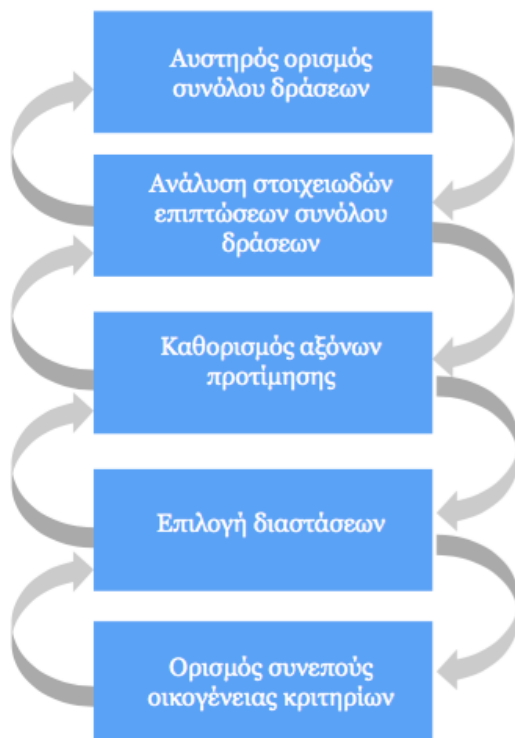 Αυστηρός ορισμός
συνόλου δράσεων
Ανάλυση στοιχειωδών
επιπτώσεων συνόλου
δράσεων
Καθορισμός αξόνων
προτίμησης
Επιλογή διαστάσεων
Ορισμός συνεπούς
οικογένειας κριτηρίων